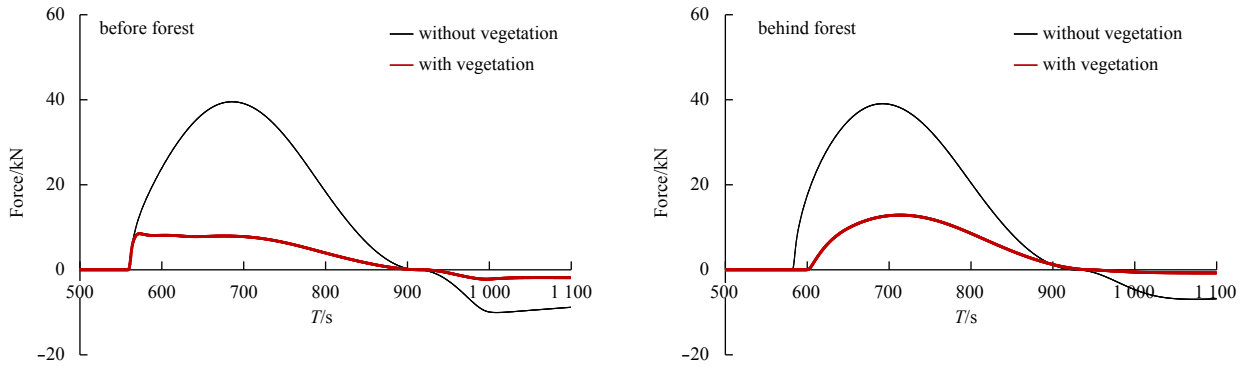 60
before forest
without vegetation
with vegetation
40
20
0
−20
Force/kN
500
600
700
800
900
1 000
1 100
T/s
60
behind forest
without vegetation
with vegetation
40
20
0
−20
Force/kN
500
600
700
800
900
1 000
1 100
T/s